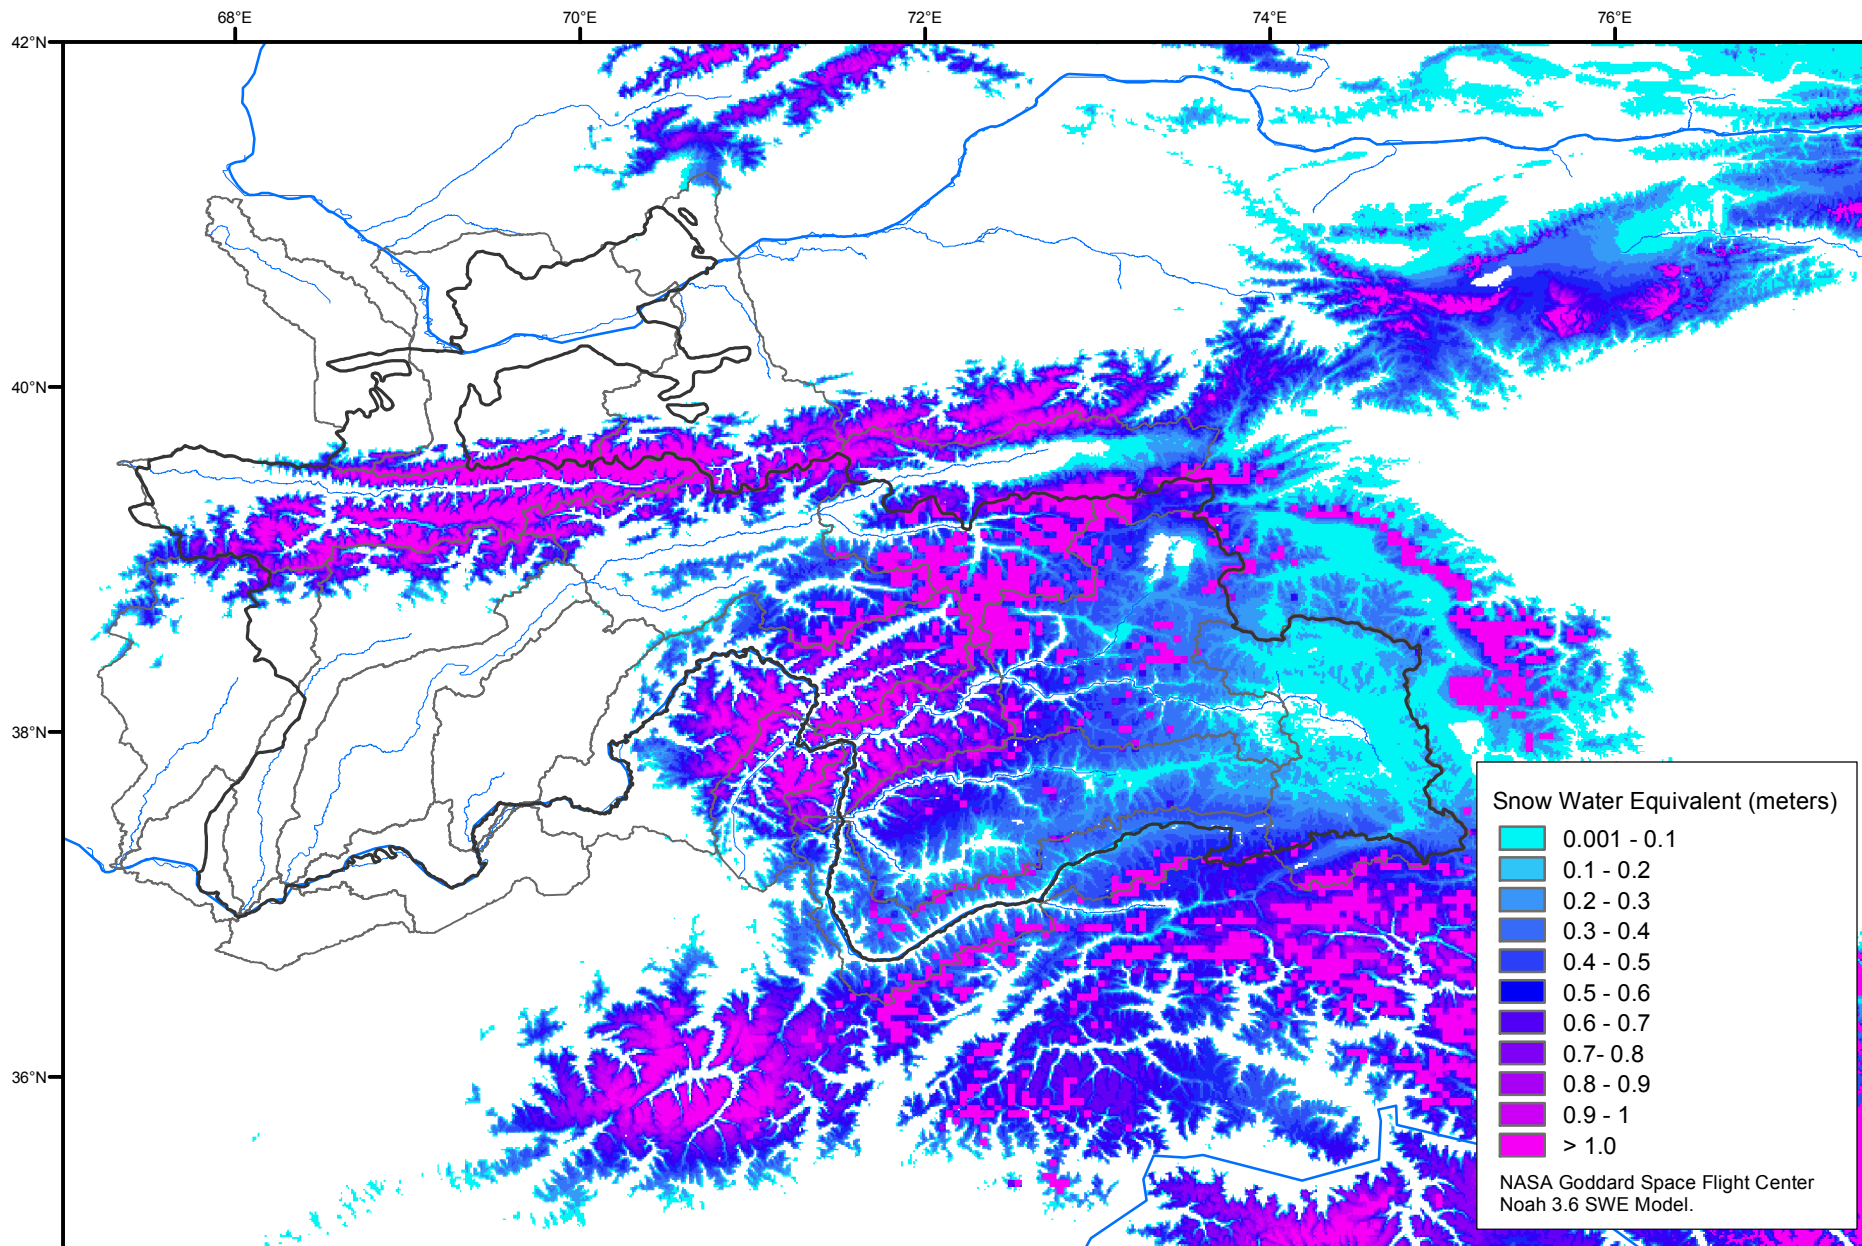 68°E 70°E 72°E 74°E 76°E
42°N
40°N
38°N
36°N
Snow Water Equivalent (meters)
0.001 - 0.1
0.1 - 0.2
0.2 - 0.3
0.3 - 0.4
0.4 - 0.5
0.5 - 0.6
0.6 - 0.7
0.7- 0.8
0.8 - 0.9
0.9 - 1
> 1.0
NASA Goddard Space Flight Center
Noah 3.6 SWE Model.